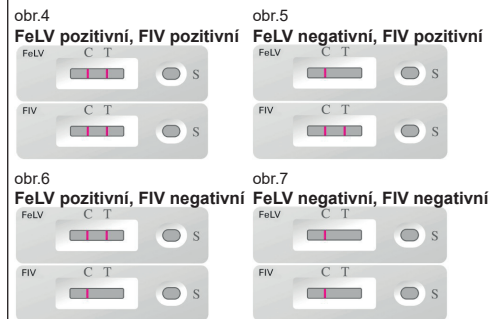 obr.4
FeLV pozitivní, FIV pozitivní
FeLV C T
S
FIV C T
S
obr.5
FeLV negativní, FIV pozitivní
FeLV C T
S
FIV C T
S
obr.6
FeLV pozitivní, FIV negativní
FeLV C T
S
FIV C T
S
obr.7
FeLV negativní, FIV negativní
FeLV C T
S
FIV C T
S